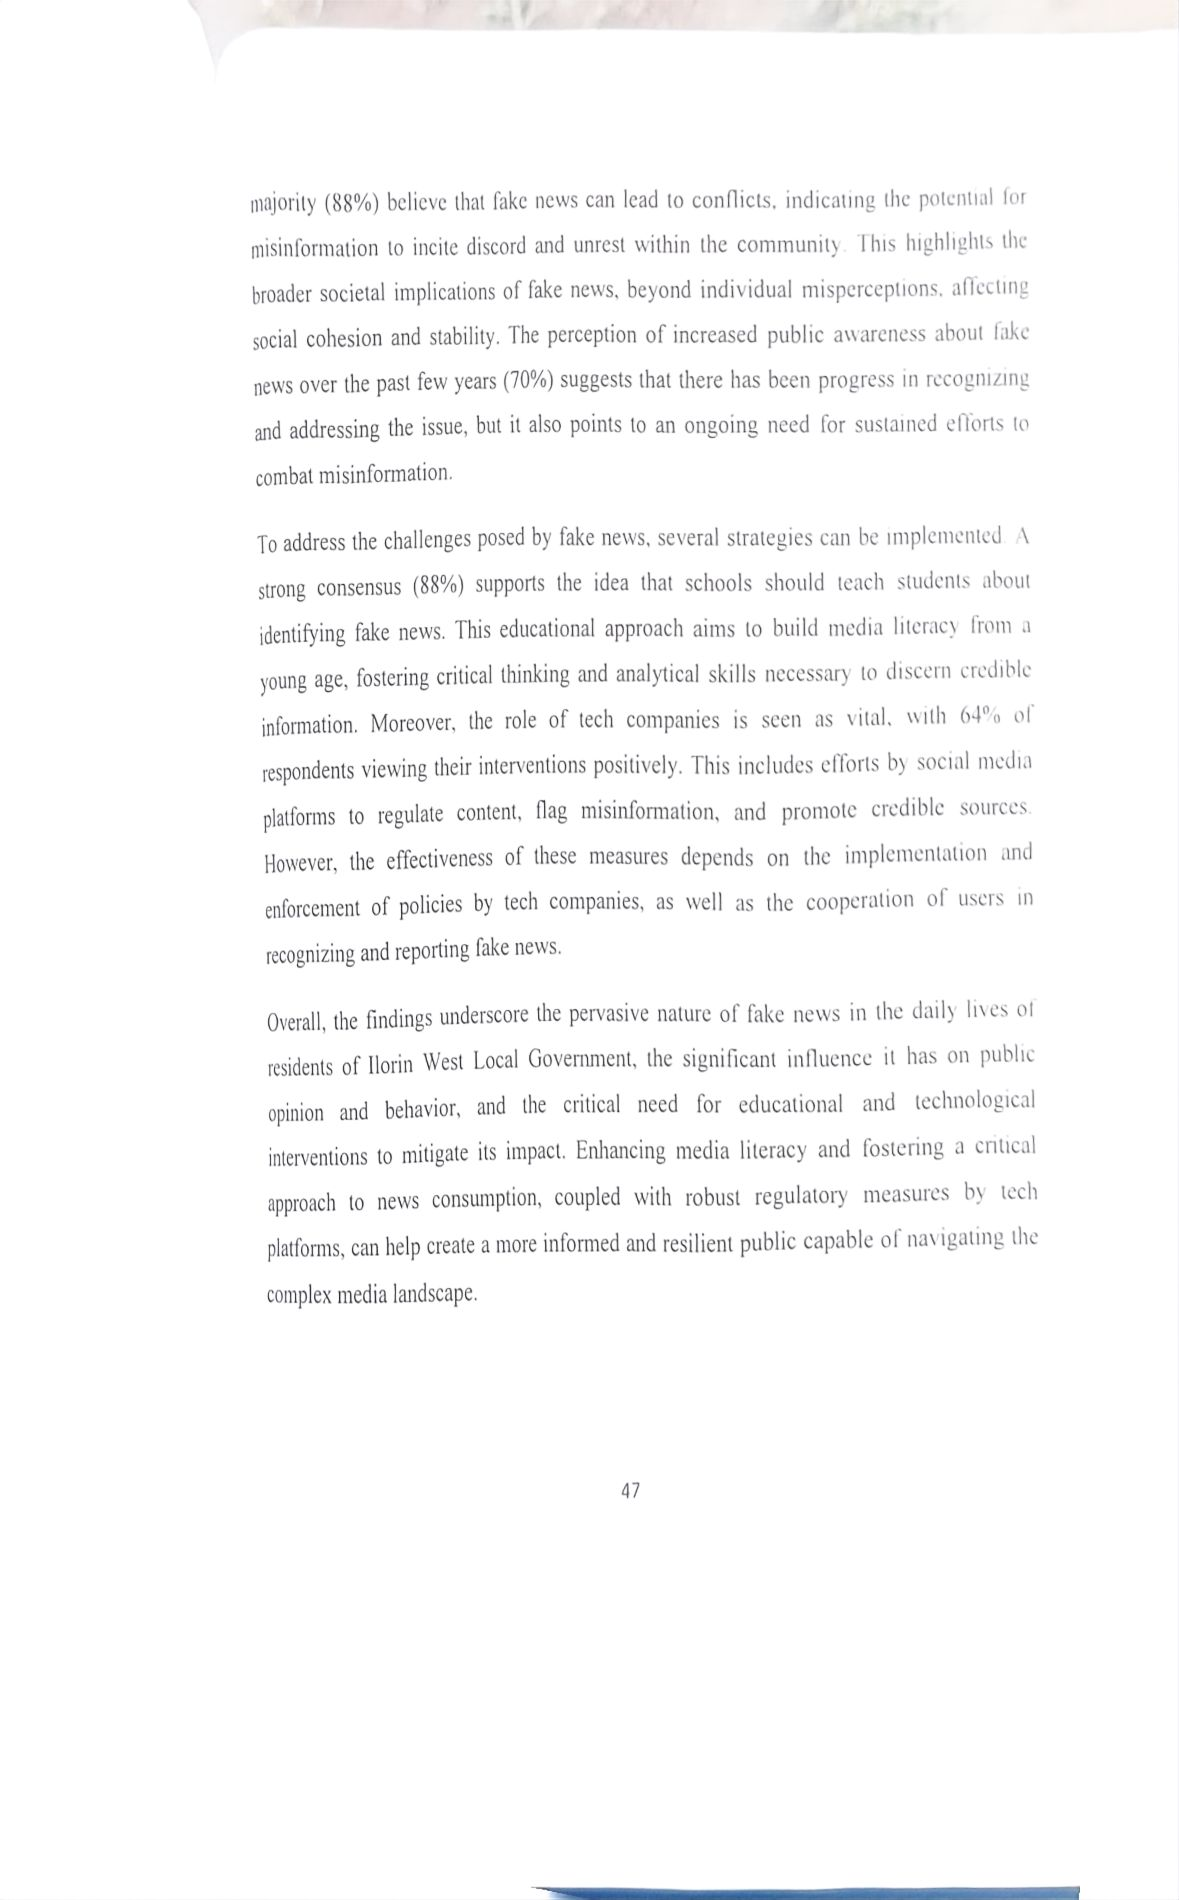 majority (88%) believe that fake news can lead to conflicts, indicating the potential for
misinformation to incite discord and unrest within the community. This highlights the
broader societal implications of fake news, beyond individual misperceptions, affecting
social cohesion and stability. The perception of increased public awareness about fake
news over the past few years (70%) suggests that there has been progress in recognizing
and addressing the issue, but it also points to an ongoing need for sustained efforts to
combat misinformation.
To address the challenges posed by fake news, several strategies can be implemented. A
strong consensus (88%) supports the idea that schools should teach students about
identifying fake news. This educational approach aims to build media literacy from a
young age, fostering critical thinking and analytical skills necessary to discern credible
information. Moreover, the role of tech companies is seen as vital, with 64% of
respondents viewing their interventions positively. This includes efforts by social media
platforms to regulate content, flag misinformation, and promote credible sources.
However, the effectiveness of these measures depends on the implementation and
enforcement of policies by tech companies, as well as the cooperation of users in
recognizing and reporting fake news.
Overall, the findings underscore the pervasive nature of fake news in the daily lives of
residents of Ilorin West Local Government, the significant influence it has on public
opinion and behavior, and the critical need for educational and technological
interventions to mitigate its impact. Enhancing media literacy and fostering a critical
approach to news consumption, coupled with robust regulatory measures by tech
platforms, can help create a more informed and resilient public capable of navigating the
complex media landscape.
47